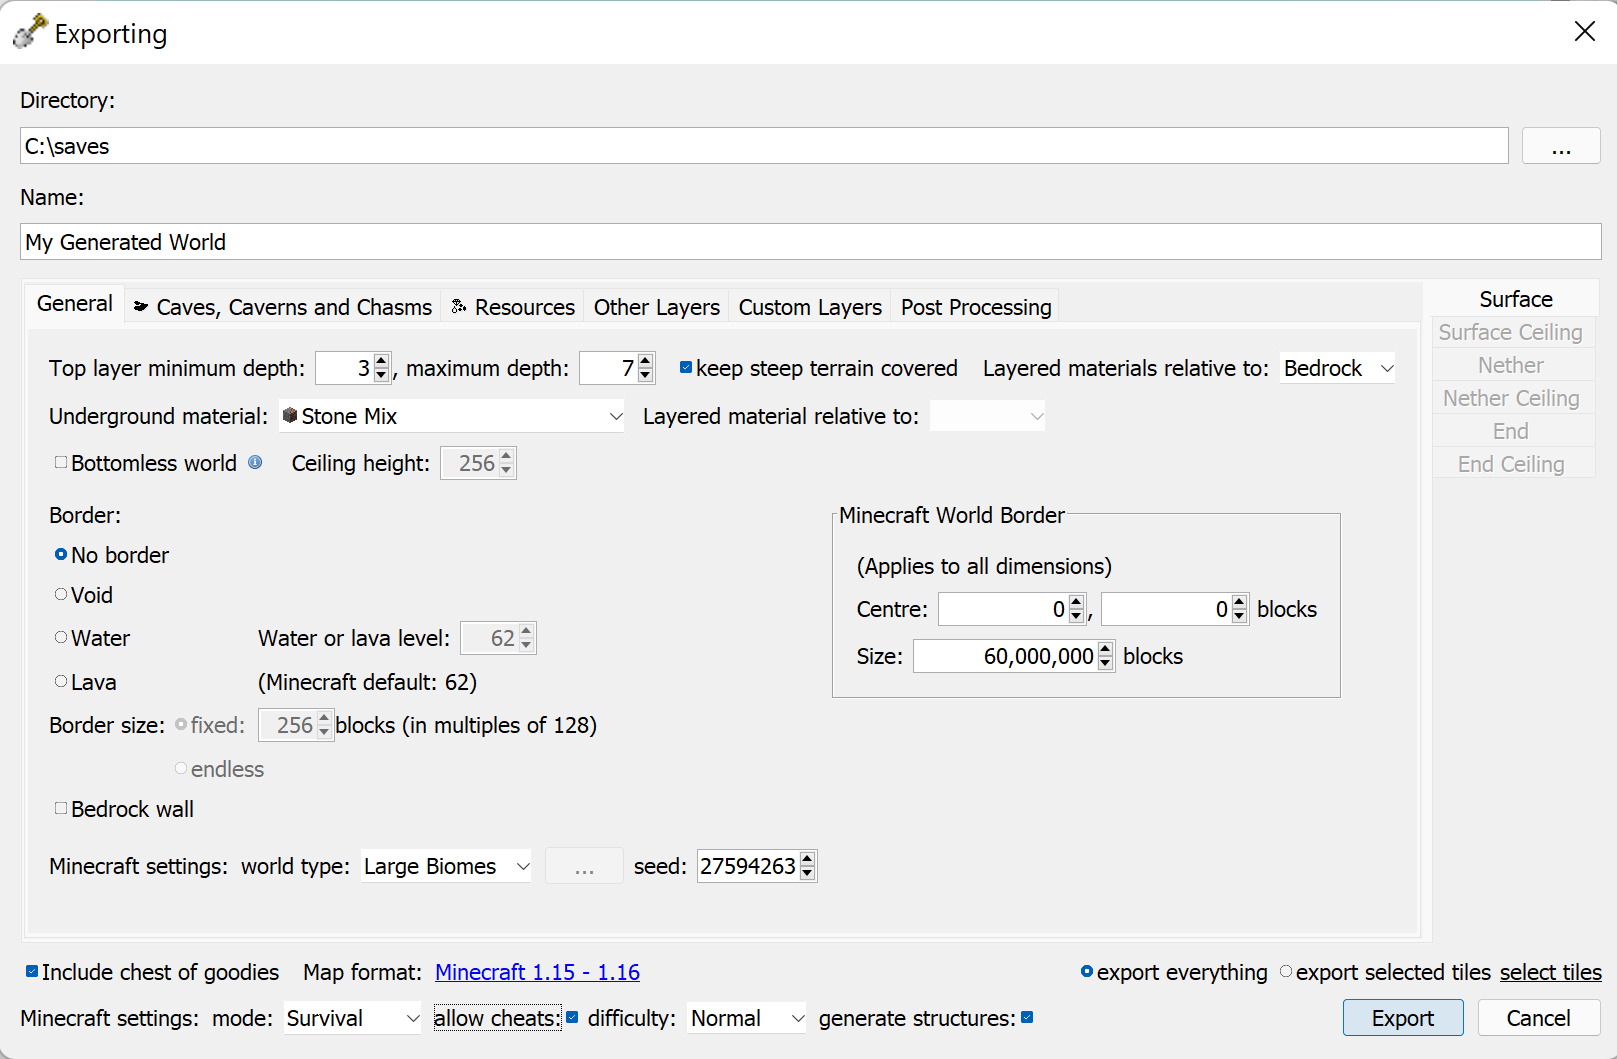 Exporting
Directory:
C:\saves
...
Name:
My Generated World
General Caves, Caverns and Chasms Resources Other Layers Custom Layers Post Processing
Surface
Surface Ceiling
Nether
Nether Ceiling
End
End Ceiling
Top layer minimum depth: 3 , maximum depth: 7 keep steep terrain covered Layered materials relative to: Bedrock
Underground material: Stone Mix Layered material relative to:
Bottomless world Ceiling height: 256
Border:
No border
Void
Water Water or lava level: 62
Lava (Minecraft default: 62)
Border size: fixed: 256 blocks (in multiples of 128)
endless
Bedrock wall
Minecraft World Border
(Applies to all dimensions)
Centre: 0 , 0 blocks
Size: 60,000,000 blocks
Minecraft settings: world type: Large Biomes ... seed: 27594263
Include chest of goodies Map format: Minecraft 1.15 - 1.16 export everything export selected tiles select tiles
Minecraft settings: mode: Survival allow cheats: difficulty: Normal generate structures: Export Cancel